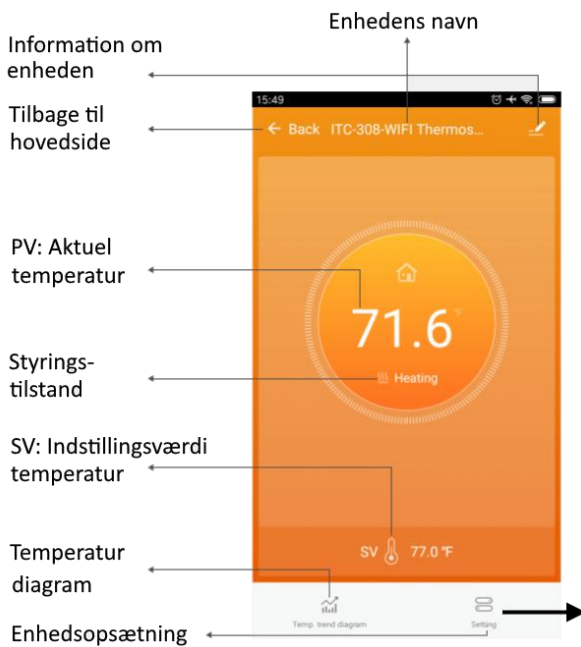 Enhedens navn
Information om
enheden
Tilbage til
hovedside
15:49
Back ITC-308-WIFI Thermos...
PV: Aktuel
temperatur
71.6 °F
Styrings-
tilstand
Heating
SV: Indstillingsværdi
temperatur
SV 77.0 °F
Temperatur
diagram
Temp. trend diagram
Setting
Enhedsopsætning